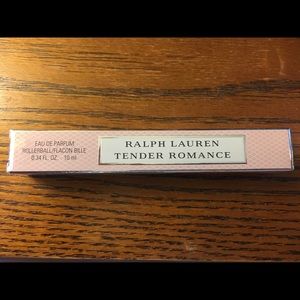 EAU DE PARFUM
ROLLERBALL/FLACON BILLE
0.34 FL. OZ. 10 ml
RALPH LAUREN
TENDER ROMANCE